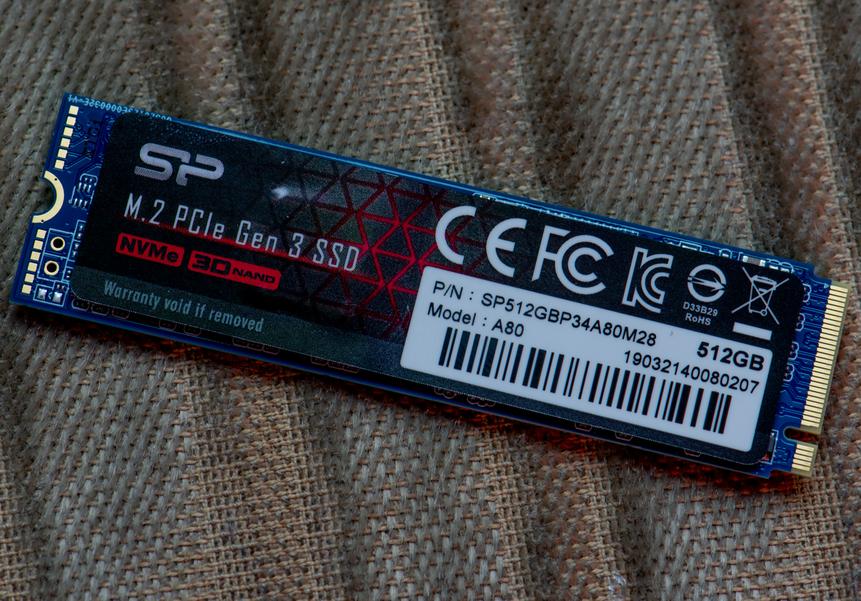 SP
M.2 PCIe Gen 3 SSD
NVMe 3D NAND
Warranty void if removed
CE FC KC
D33B29
RoHS
P/N : SP512GBP34A80M28
Model : A80
512GB
19032140080207